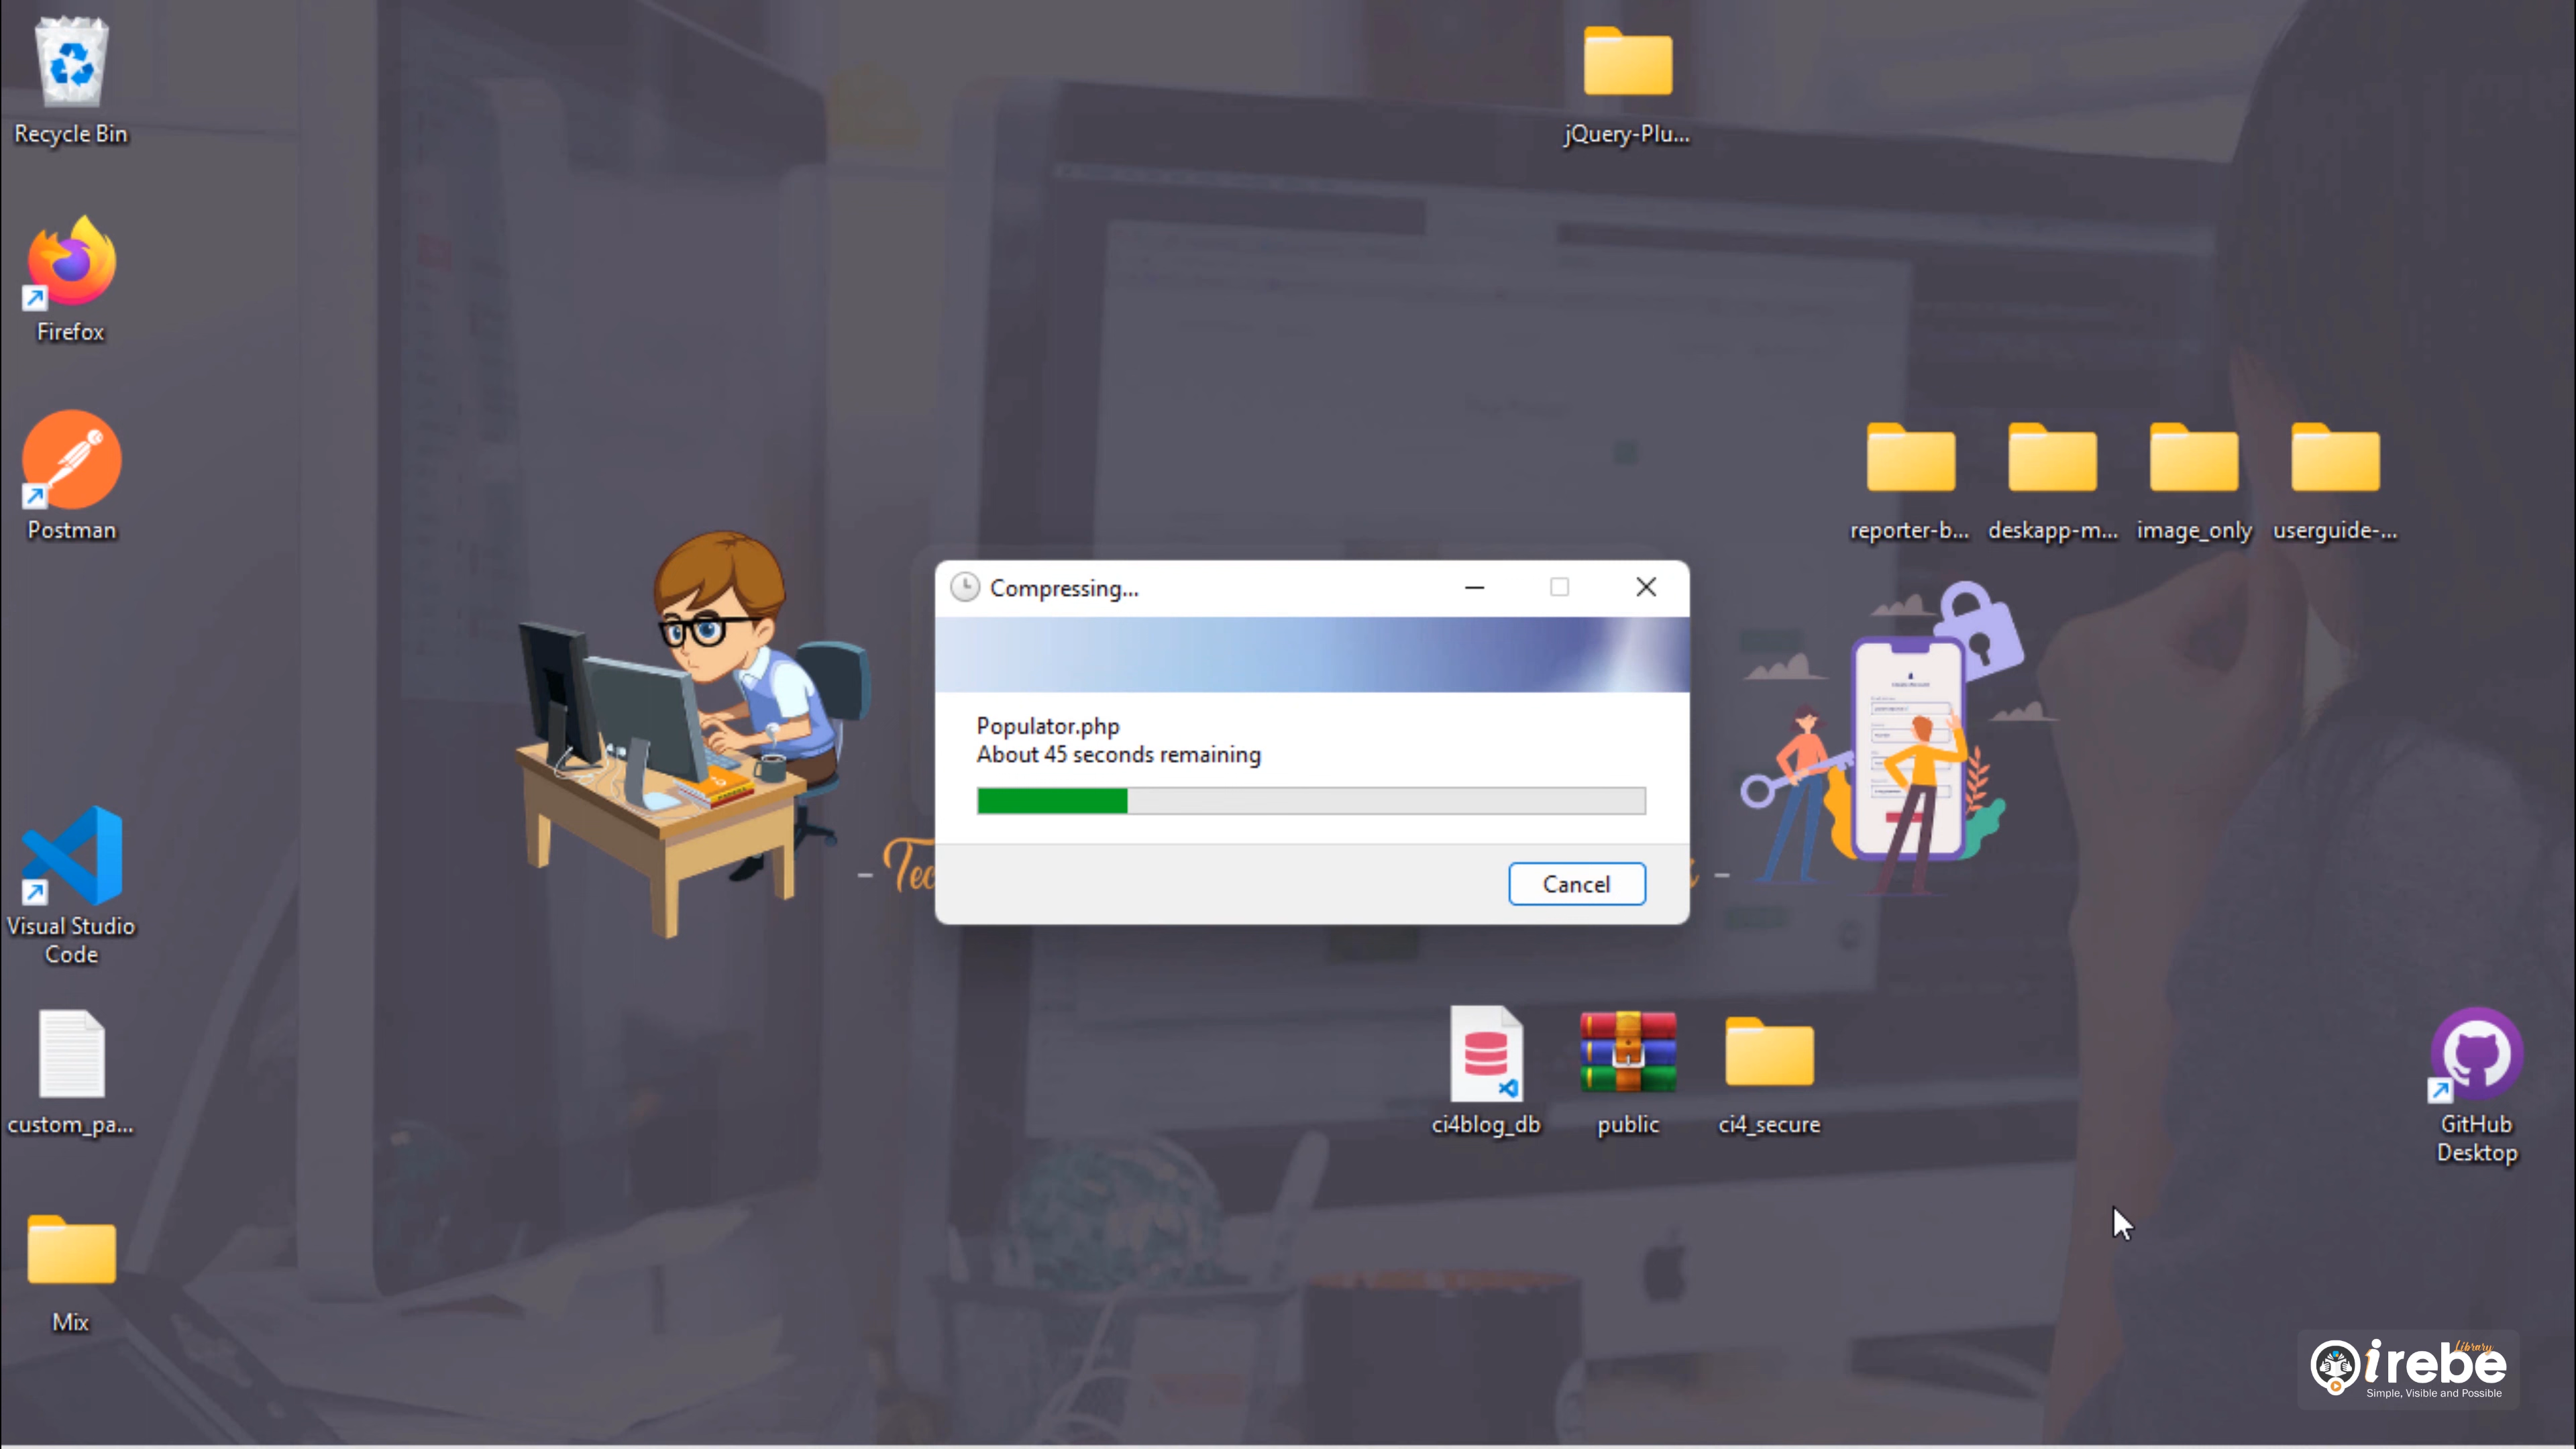 Recycle Bin
jQuery-Plu...
Firefox
Postman
reporter-b...
deskapp-m...
image_only
userguide-...
Compressing...
Populator.php
About 45 seconds remaining
Cancel
Visual Studio
Code
custom_pa...
ci4blog_db
public
ci4_secure
GitHub
Desktop
Mix
irebe
Library
Simple, Visible and Possible